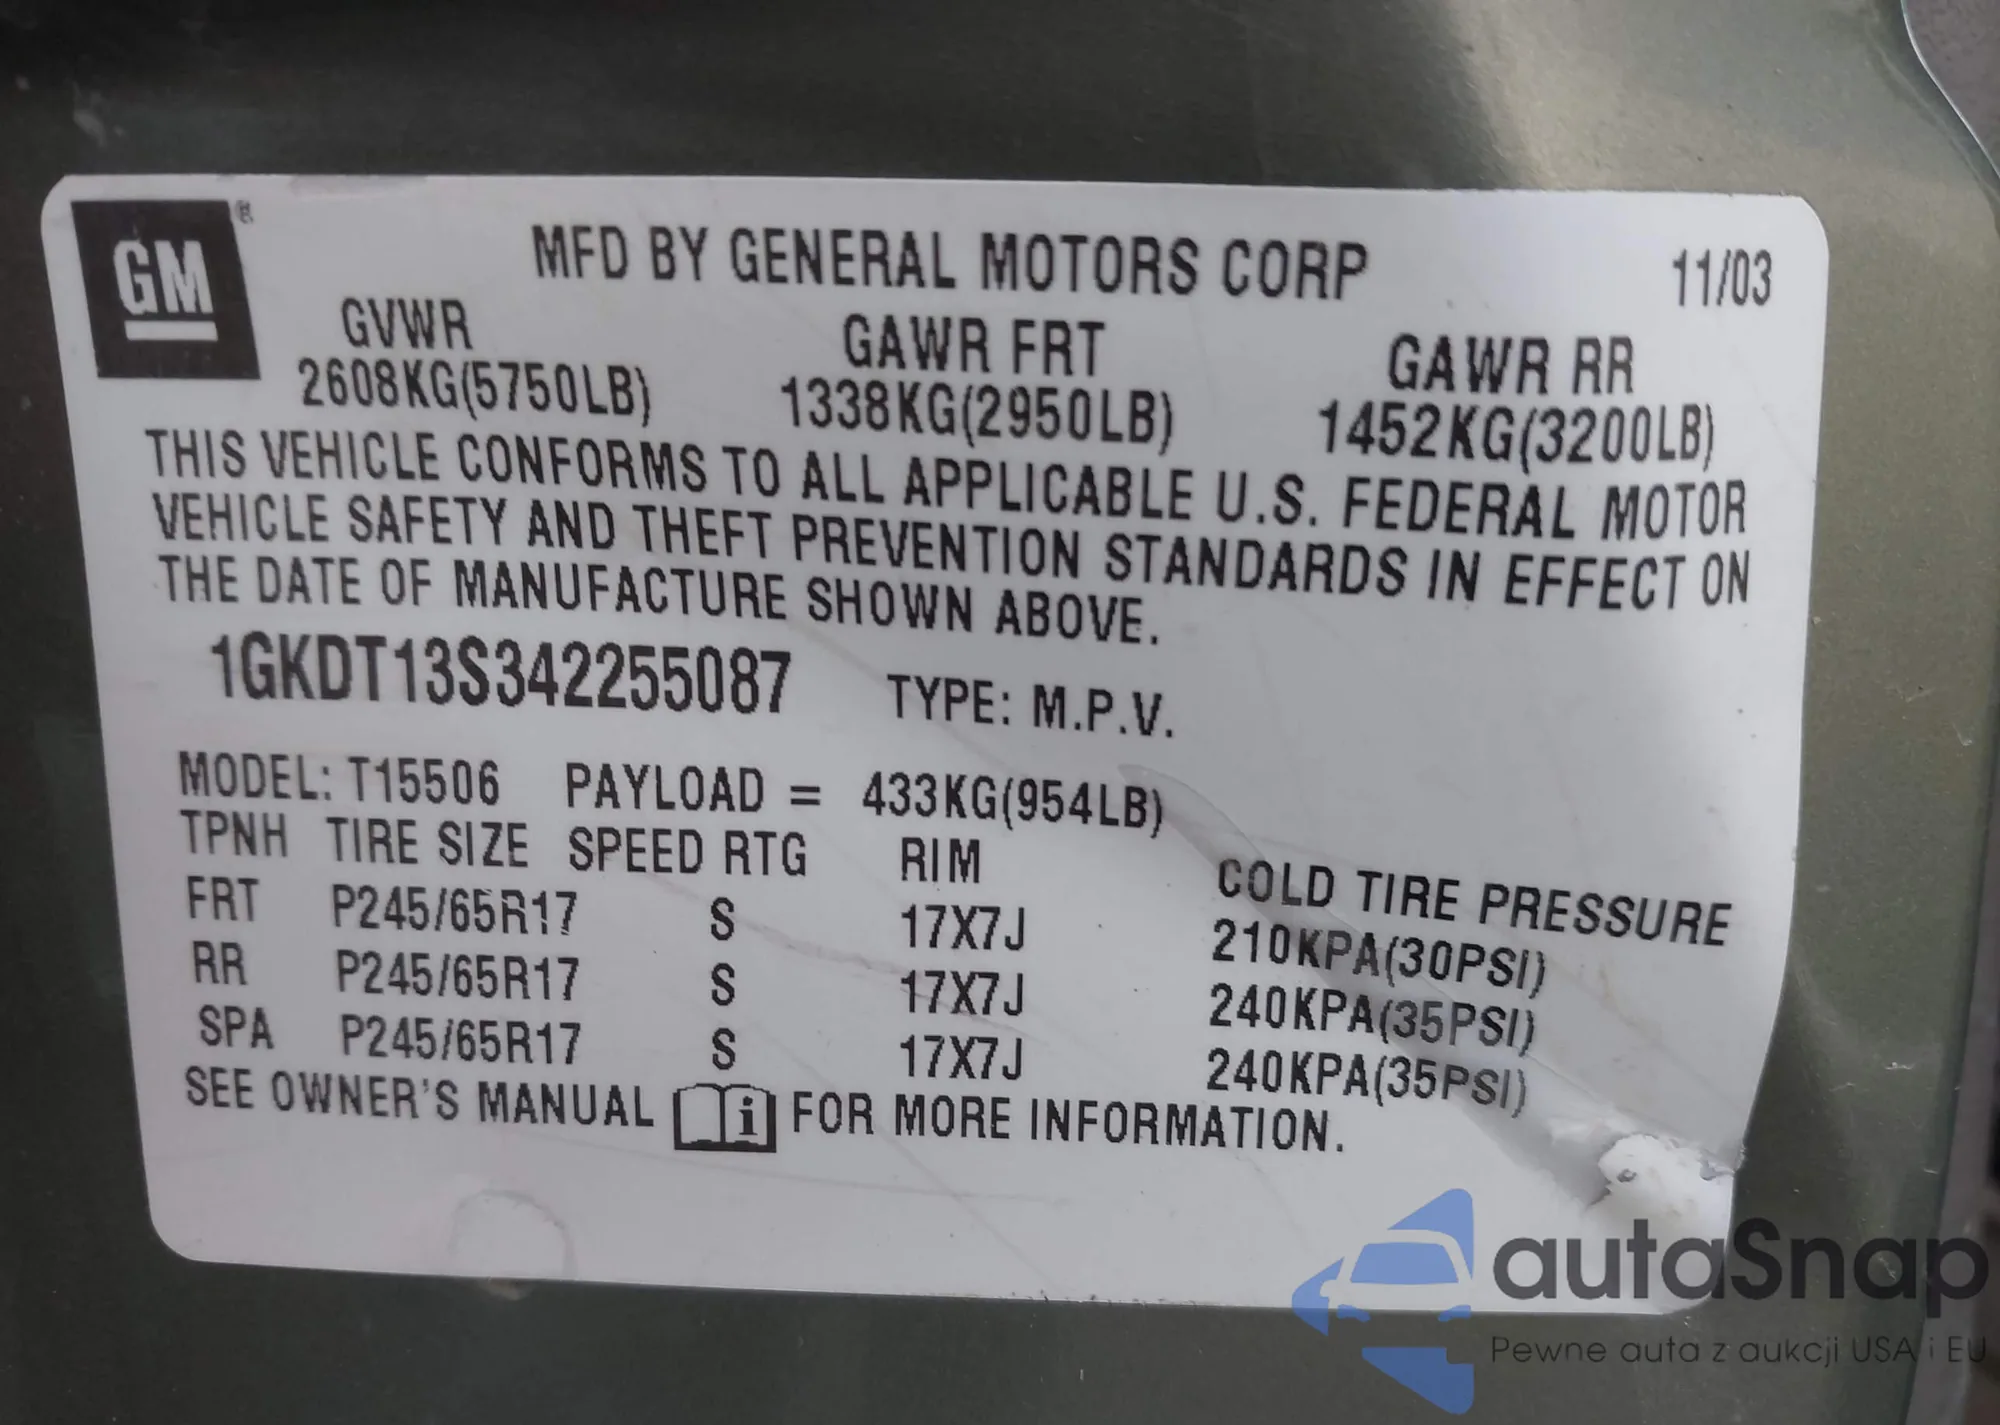 GM ®
MFD BY GENERAL MOTORS CORP 11/03
GVWR GAWR FRT GAWR RR
2608KG(5750LB) 1338KG(2950LB) 1452KG(3200LB)
THIS VEHICLE CONFORMS TO ALL APPLICABLE U.S. FEDERAL MOTOR
VEHICLE SAFETY AND THEFT PREVENTION STANDARDS IN EFFECT ON
THE DATE OF MANUFACTURE SHOWN ABOVE.
1GKDT13S342255087 TYPE: M.P.V.
MODEL: T15506 PAYLOAD = 433KG(954LB)
TPNH TIRE SIZE SPEED RTG RIM COLD TIRE PRESSURE
FRT P245/65R17 S 17X7J 210KPA(30PSI)
RR P245/65R17 S 17X7J 240KPA(35PSI)
SPA P245/65R17 S 17X7J 240KPA(35PSI)
SEE OWNER'S MANUAL i FOR MORE INFORMATION.
autaSnap
Pewne auta z aukcji USA i EU